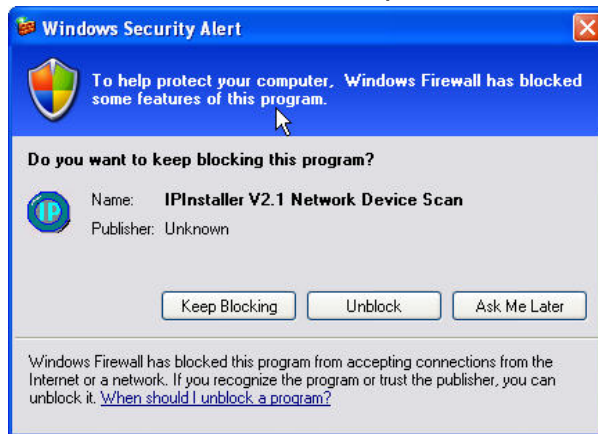 Windows Security Alert
To help protect your computer, Windows Firewall has blocked
some features of this program.
Do you want to keep blocking this program?
IP
Name: IPInstaller V2.1 Network Device Scan
Publisher: Unknown
Keep Blocking Unblock Ask Me Later
Windows Firewall has blocked this program from accepting connections from the
Internet or a network. If you recognize the program or trust the publisher, you can
unblock it. When should I unblock a program?